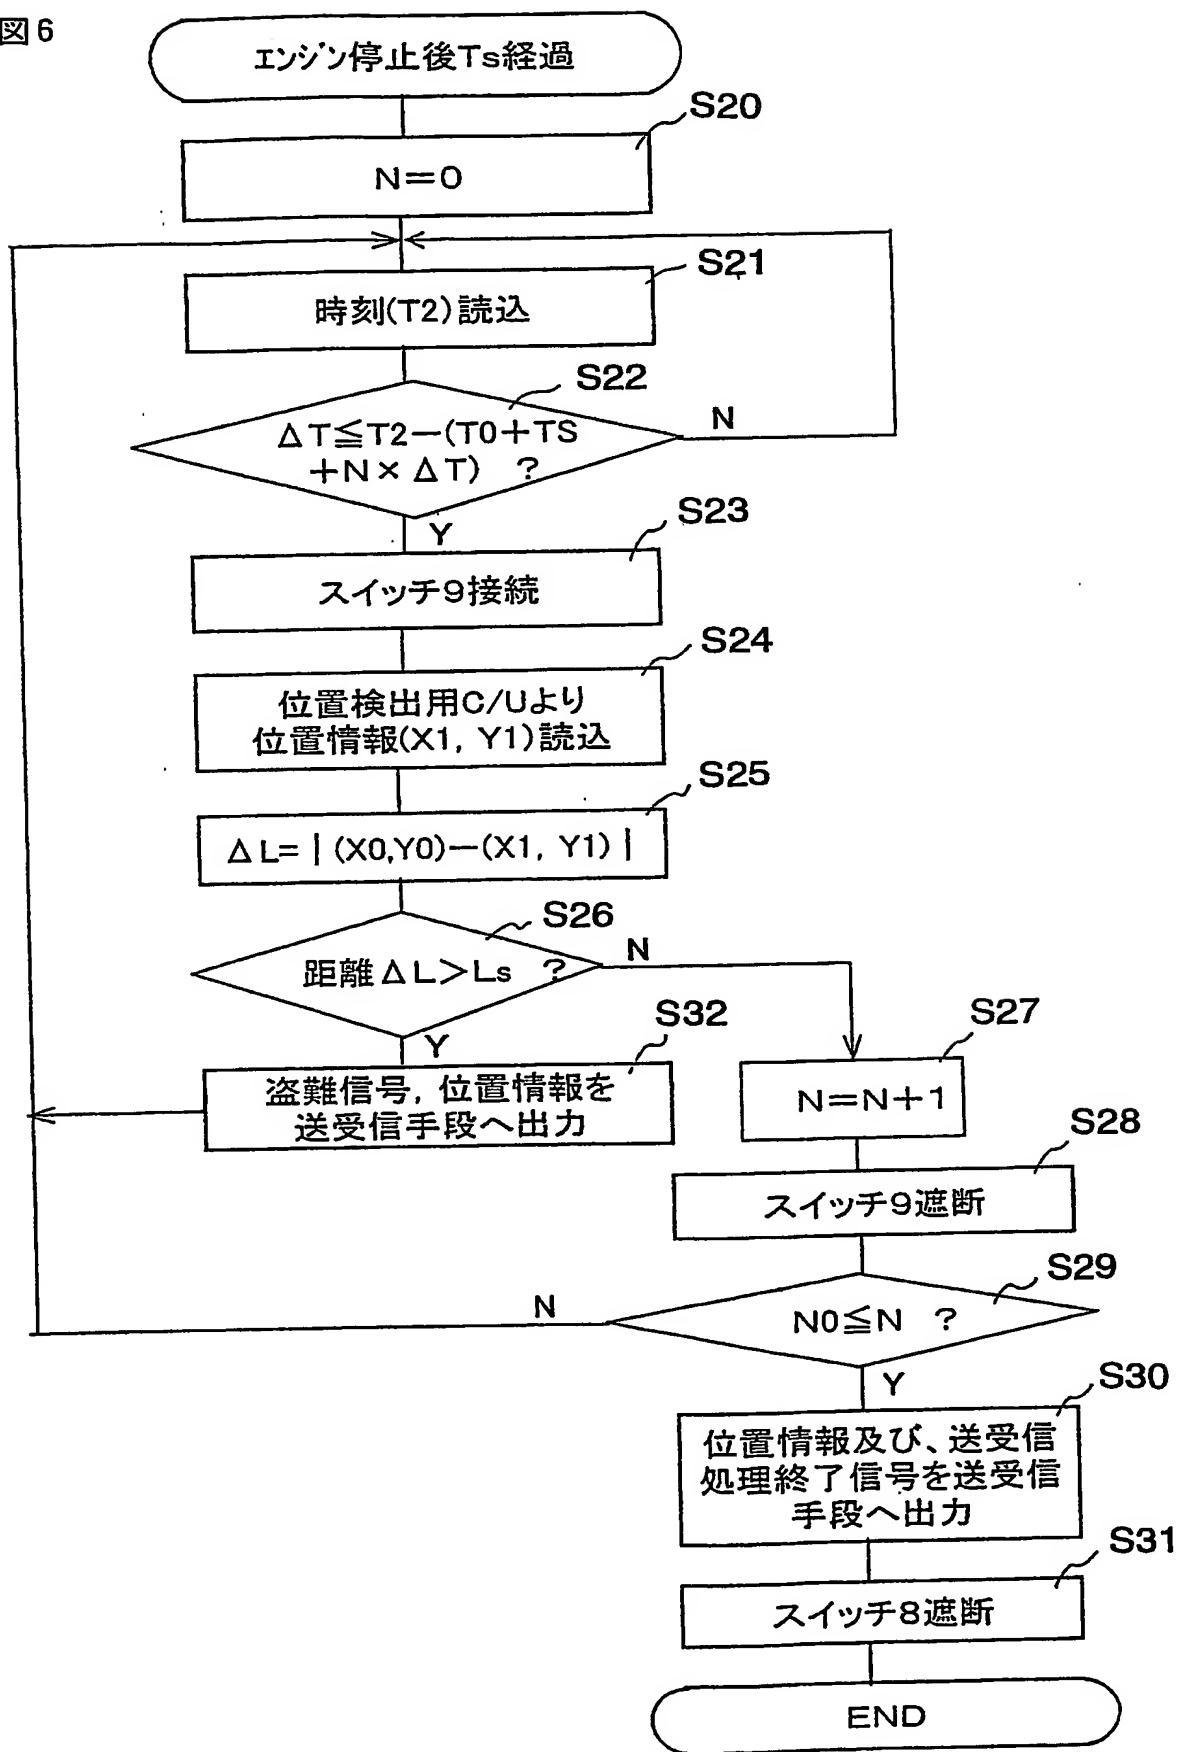 図6
エンジン停止後Ts経過
S20
N=0
S21
時刻(T2)読込
S22
ΔT≦T2-(T0+TS
+N×ΔT) ?
N
Y
S23
スイッチ9接続
S24
位置検出用C/Uより
位置情報(X1, Y1)読込
S25
ΔL=|(X0,Y0)-(X1, Y1)|
S26
距離ΔL>Ls ?
N
Y
S32
盗難信号,位置情報を
送受信手段へ出力
S27
N=N+1
S28
スイッチ9遮断
S29
N0≦N ?
N
Y
S30
位置情報及び、送受信
処理終了信号を送受信
手段へ出力
S31
スイッチ8遮断
END